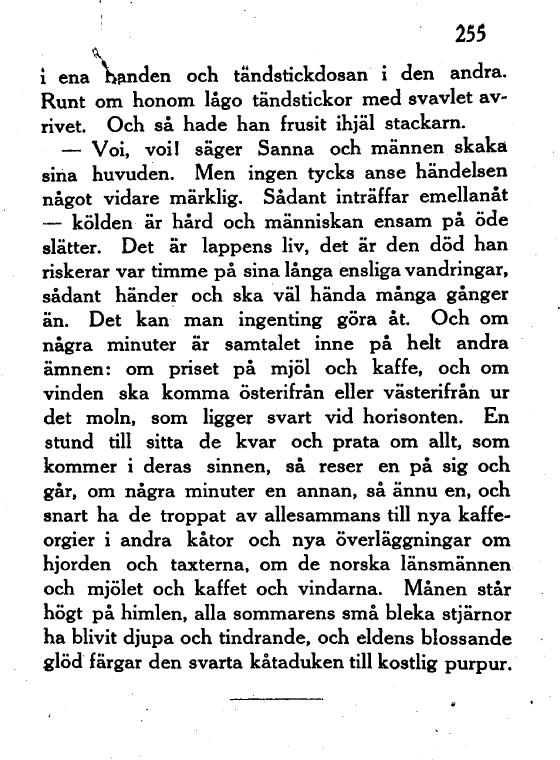 255
i ena handen och tändstickdosan i den andra.
Runt om honom lågo tändstickor med svavlet av-
rivet. Och så hade han frusit ihjäl stackarn.
— Voi, voi! säger Sanna och männen skaka
sina huvuden. Men ingen tycks anse händelsen
något vidare märklig. Sådant inträffar emellanåt
— kölden är hård och människan ensam på öde
slätter. Det är lappens liv, det är den död han
riskerar var timme på sina långa ensliga vandringar,
sådant händer och ska väl hända många gånger
än. Det kan man ingenting göra åt. Och om
några minuter är samtalet inne på helt andra
ämnen: om priset på mjöl och kaffe, och om
vinden ska komma österifrån eller västerifrån ur
det moln, som ligger svart vid horisonten. En
stund till sitta de kvar och prata om allt, som
kommer i deras sinnen, så reser en på sig och
går, om några minuter en annan, så ännu en, och
snart ha de troppat av allesammans till nya kaffe-
orgier i andra kåtor och nya överläggningar om
hjorden och taxterna, om de norska länsmännen
och mjölet och kaffet och vindarna. Månen står
högt på himlen, alla sommarens små bleka stjärnor
ha blivit djupa och tindrande, och eldens blossande
glöd färgar den svarta kåtaduken till kostlig purpur.